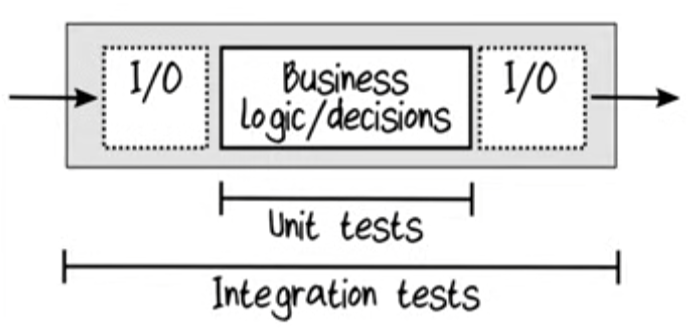 I/O
Business
logic/decisions
I/O
Unit tests
Integration tests